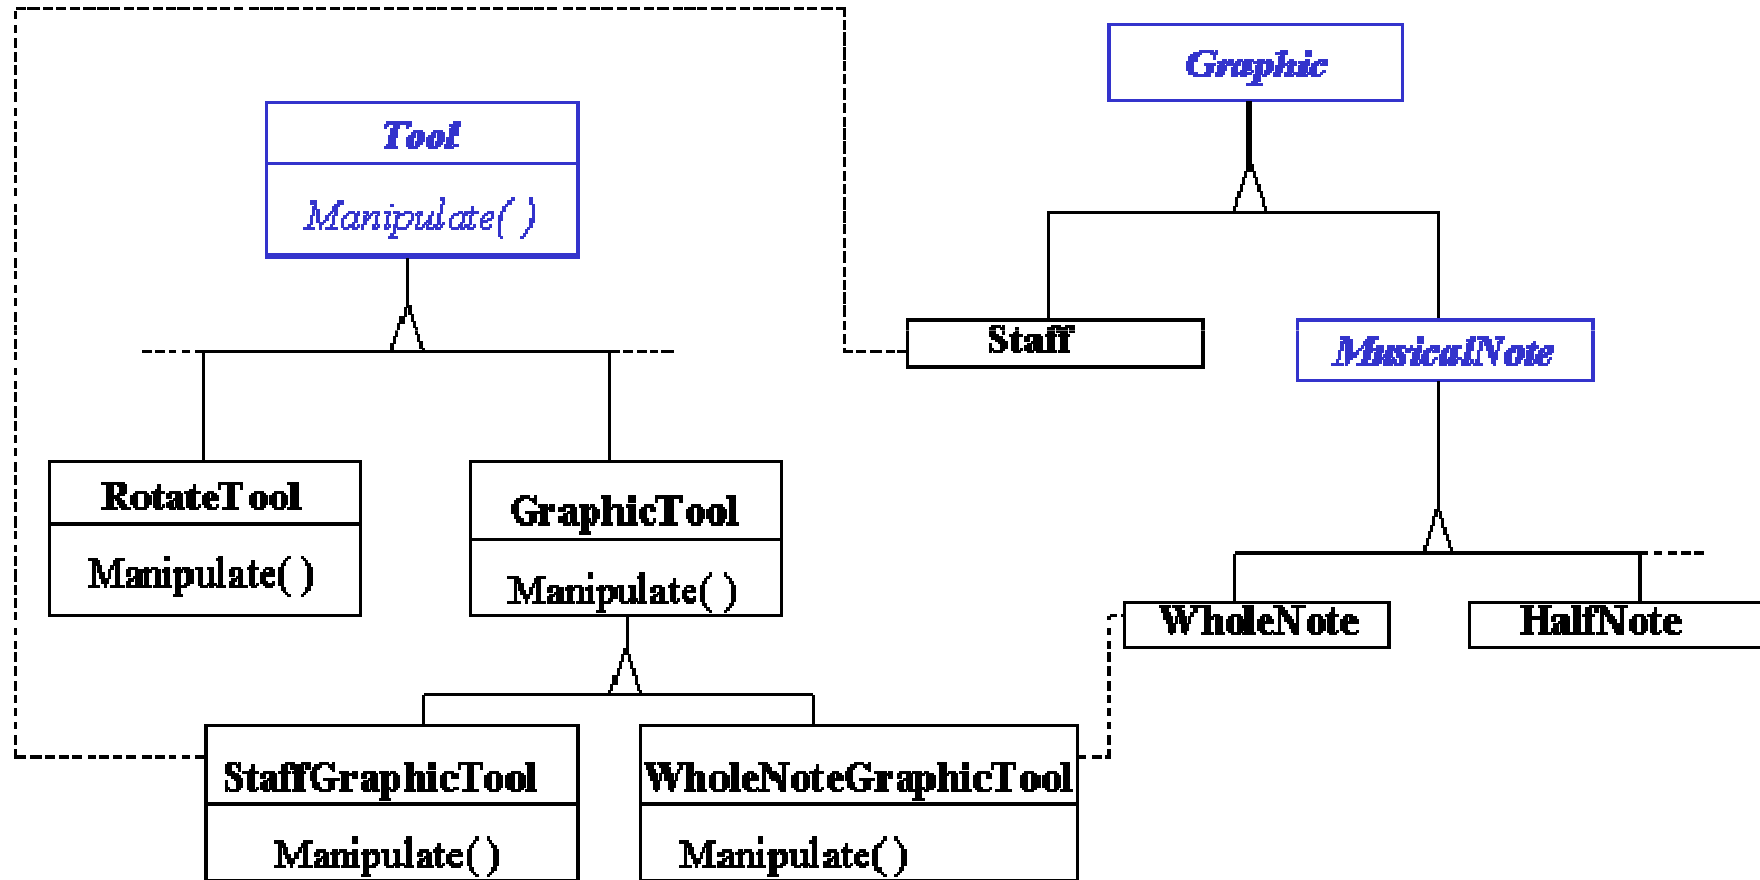 Graphic
Tool
Manipulate( )
Staff
MusicalNote
RotateTool
Manipulate( )
GraphicTool
Manipulate( )
WholeNote
HalfNote
StaffGraphicTool
Manipulate( )
WholeNoteGraphicTool
Manipulate( )